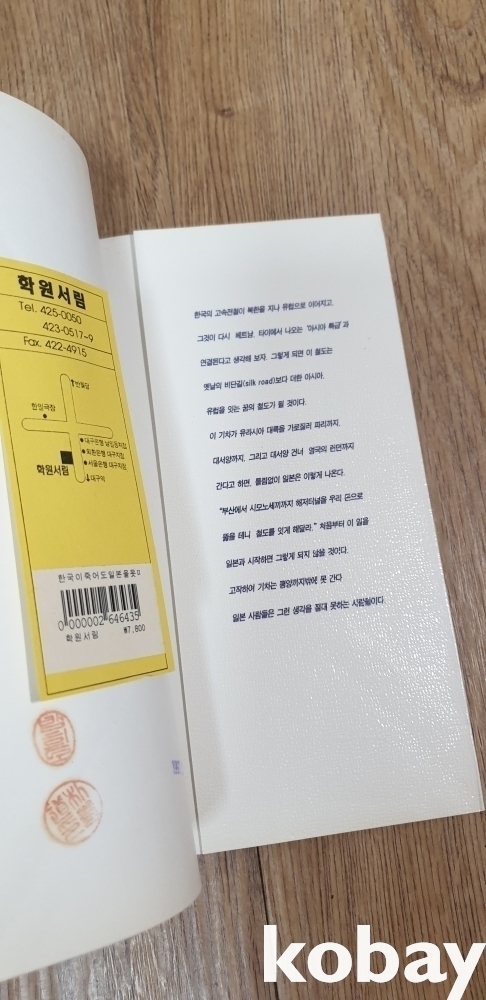 학원서림
Tel. 425-0050
423-0517~9
Fax. 422-4915
반월당
한일극장
대구은행 남일동지점
외환은행 대구지점
서울은행 대구지점
학원서림
대구역
한국이죽어도일본을못
0 000002 646435
학원서림 ₩7,800
한국의 고속전철이 북한을 지나 유럽으로 이어지고,
그것이 다시 베트남, 타이에서 나오는 '아시아 특급'과
연결된다고 생각해 보자. 그렇게 되면 이 철도는
옛날의 비단길(silk road)보다 더한 아시아,
유럽을 잇는 꿈의 철도가 될 것이다.
이 기차가 유라시아 대륙을 가로질러 파리까지,
대서양까지, 그리고 대서양 건너 영국의 런던까지
간다고 하면, 틀림없이 일본은 이렇게 나온다.
"부산에서 시모노세끼까지 해저터널을 우리 돈으로
뚫을 테니 철도를 잇게 해달라." 처음부터 이 일을
일본과 시작하면 그렇게 되지 않을 것이다.
고작하여 기차는 평양까지밖에 못 간다
일본 사람들은 그런 생각을 절대 못하는 사람들이다
kobay